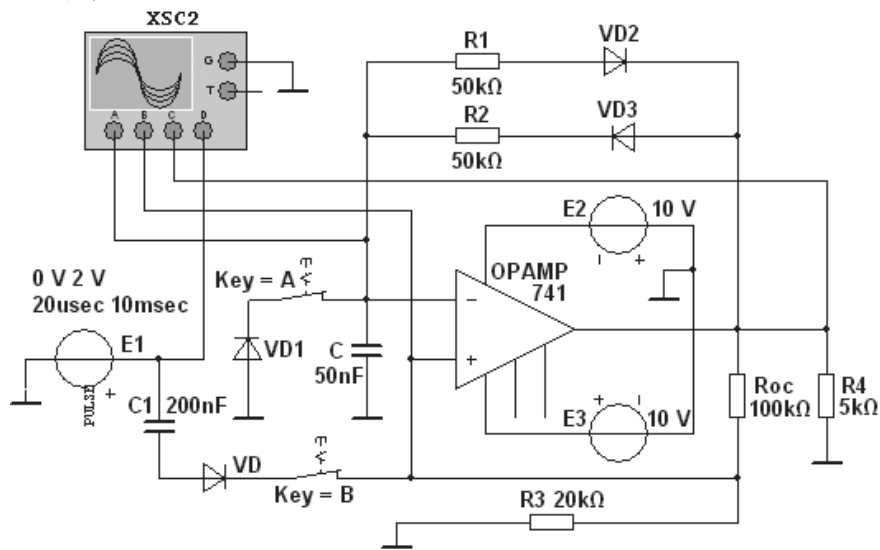 XSC2
G
T
A B C D
R1
50kΩ
VD2
R2
50kΩ
VD3
E2
10 V
OPAMP
741
0 V 2 V
20usec 10msec
E1
PULSE
Key = A
VD1
C
50nF
C1
200nF
VD
Key = B
E3
10 V
Roc
100kΩ
R4
5kΩ
R3 20kΩ